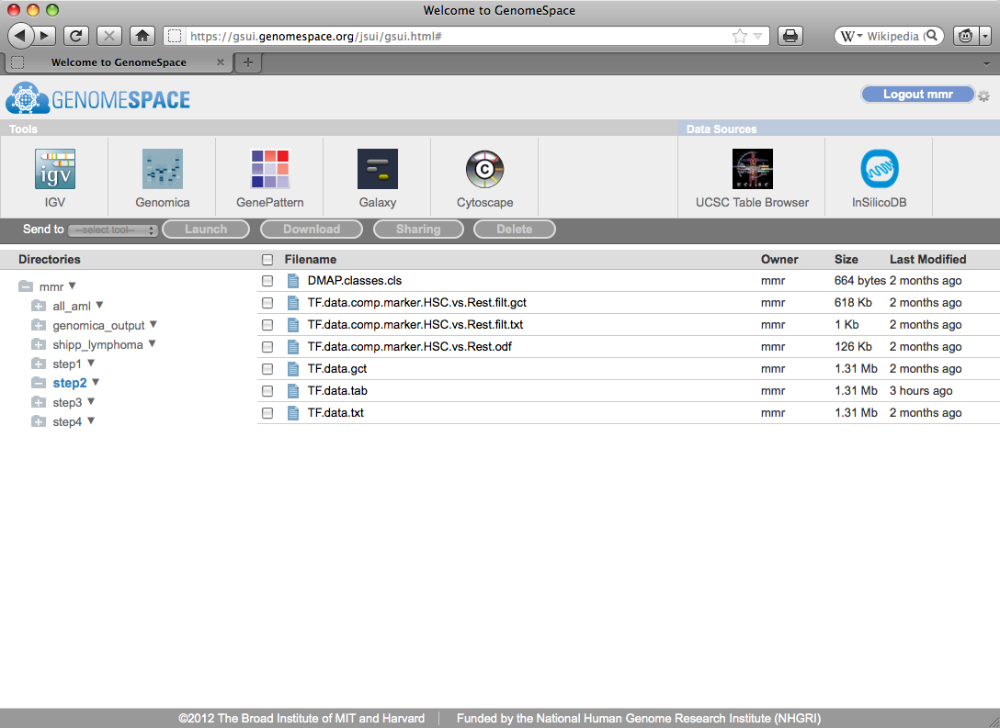 Welcome to GenomeSpace
https://gsui.genomespace.org/jsui/gsui.html#
W Wikipedia (
Welcome to GenomeSpace
GENOMESPACE
Logout mmr
Tools
Data Sources
igv
C
UCSC
IGV
Genomica
GenePattern
Galaxy
Cytoscape
UCSC Table Browser
InSilicoDB
Send to --select tool-- Launch Download Sharing Delete
Directories
Filename Owner Size Last Modified
mmr
all_aml
genomica_output
shipp_lymphoma
step1
step2
step3
step4
DMAP.classes.cls mmr 664 bytes 2 months ago
TF.data.comp.marker.HSC.vs.Rest.filt.gct mmr 618 Kb 2 months ago
TF.data.comp.marker.HSC.vs.Rest.filt.txt mmr 1 Kb 2 months ago
TF.data.comp.marker.HSC.vs.Rest.odf mmr 126 Kb 2 months ago
TF.data.gct mmr 1.31 Mb 2 months ago
TF.data.tab mmr 1.31 Mb 3 hours ago
TF.data.txt mmr 1.31 Mb 2 months ago
©2012 The Broad Institute of MIT and Harvard
Funded by the National Human Genome Research Institute (NHGRI)